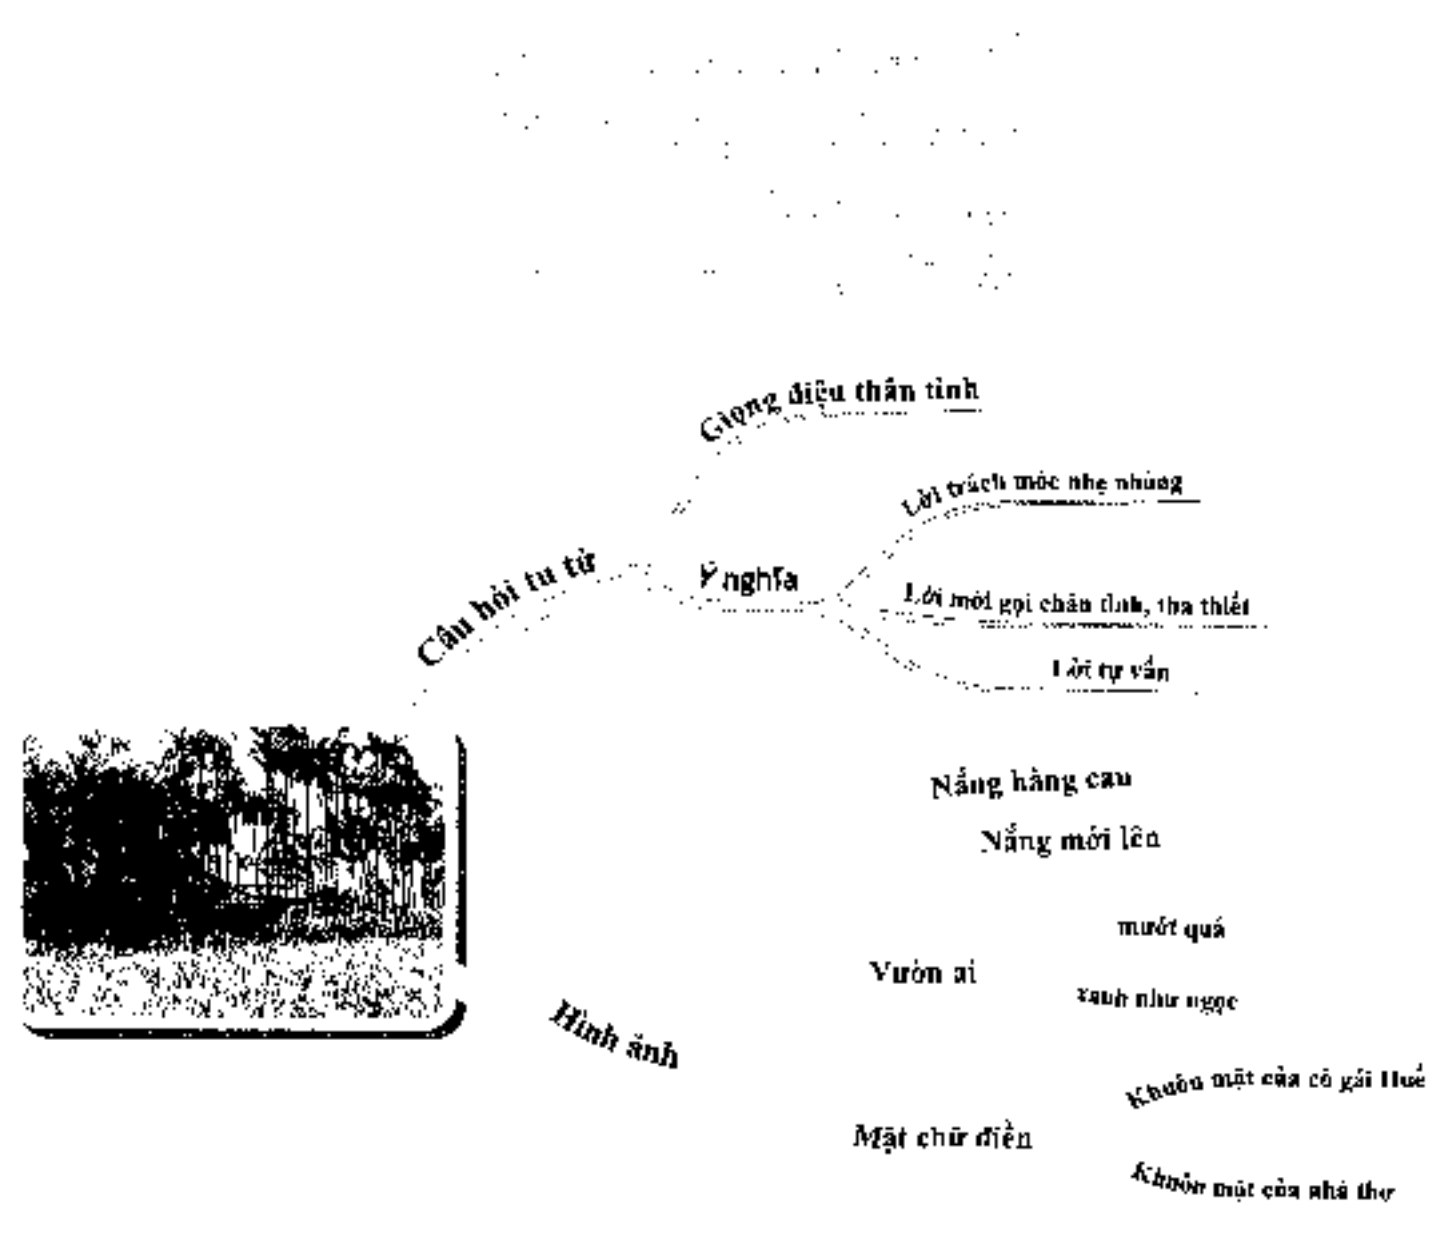 Giọng điệu thân tình
Lời trách móc nhẹ nhàng
Câu hỏi tu từ
Ý nghĩa
Lời mời gọi chân tình, tha thiết
Lời tự vấn
Nắng hàng cau
Nắng mới lên
mướt quá
Vườn ai
xanh như ngọc
Hình ảnh
Khuôn mặt của cô gái Huế
Mặt chữ điền
Khuôn mặt của nhà thơ